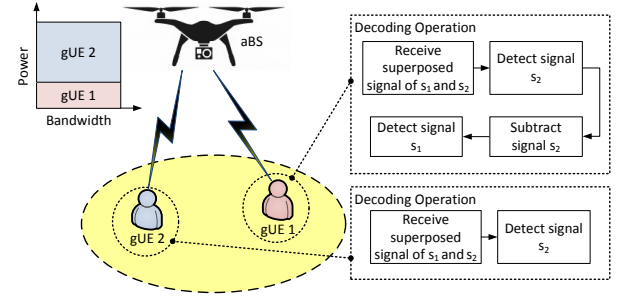 Power
gUE 2
gUE 1
Bandwidth
aBS
gUE 2
gUE 1
Decoding Operation
Receive
superposed
signal of s₁ and s₂
Detect signal
s₂
Detect signal
s₁
Subtract
signal s₂
Decoding Operation
Receive
superposed
signal of s₁ and s₂
Detect signal
s₂